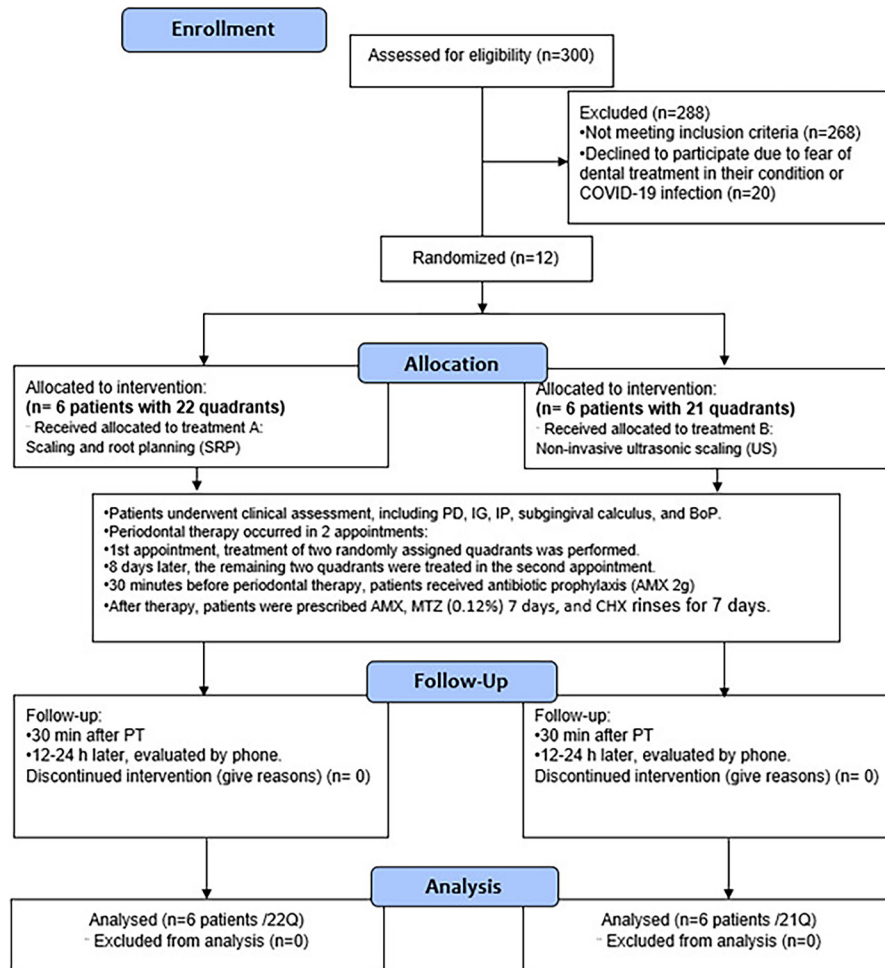 Enrollment
Assessed for eligibility (n=300)
Excluded (n=288)
•Not meeting inclusion criteria (n=268)
•Declined to participate due to fear of
dental treatment in their condition or
COVID-19 infection (n=20)
Randomized (n=12)
Allocation
Allocated to intervention:
(n= 6 patients with 22 quadrants)
- Received allocated to treatment A:
Scaling and root planning (SRP)
Allocated to intervention:
(n= 6 patients with 21 quadrants)
- Received allocated to treatment B:
Non-invasive ultrasonic scaling (US)
•Patients underwent clinical assessment, including PD, IG, IP, subgingival calculus, and BoP.
•Periodontal therapy occurred in 2 appointments:
•1st appointment, treatment of two randomly assigned quadrants was performed.
•8 days later, the remaining two quadrants were treated in the second appointment.
•30 minutes before periodontal therapy, patients received antibiotic prophylaxis (AMX 2g)
•After therapy, patients were prescribed AMX, MTZ (0.12%) 7 days, and CHX rinses for 7 days.
Follow-Up
Follow-up:
•30 min after PT
•12-24 h later, evaluated by phone.
Discontinued intervention (give reasons) (n= 0)
Follow-up:
•30 min after PT
•12-24 h later, evaluated by phone.
Discontinued intervention (give reasons) (n= 0)
Analysis
Analysed (n=6 patients /22Q)
- Excluded from analysis (n=0)
Analysed (n=6 patients /21Q)
- Excluded from analysis (n=0)